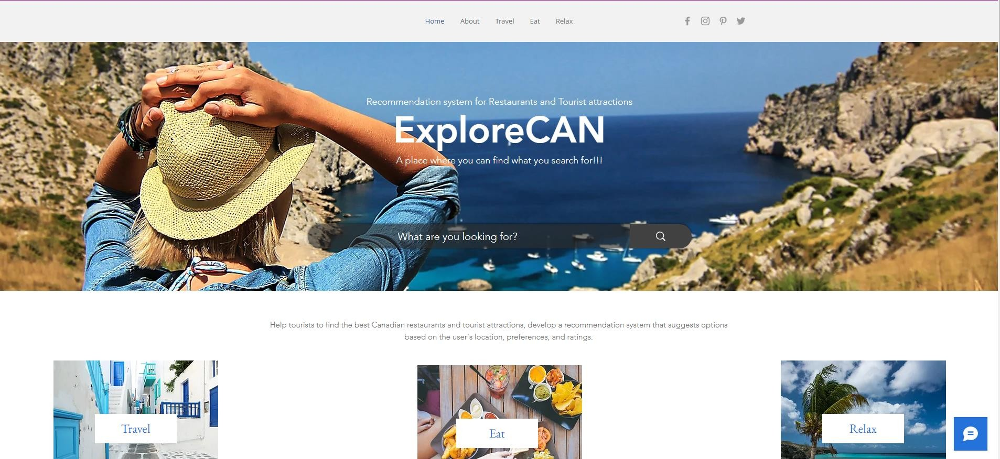 Home About Travel Eat Relax
Recommendation system for Restaurants and Tourist attractions
ExploreCAN
A place where you can find what you search for!!!
What are you looking for?
Help tourists to find the best Canadian restaurants and tourist attractions, develop a recommendation system that suggests options
based on the user's location, preferences, and ratings.
Travel
Eat
Relax